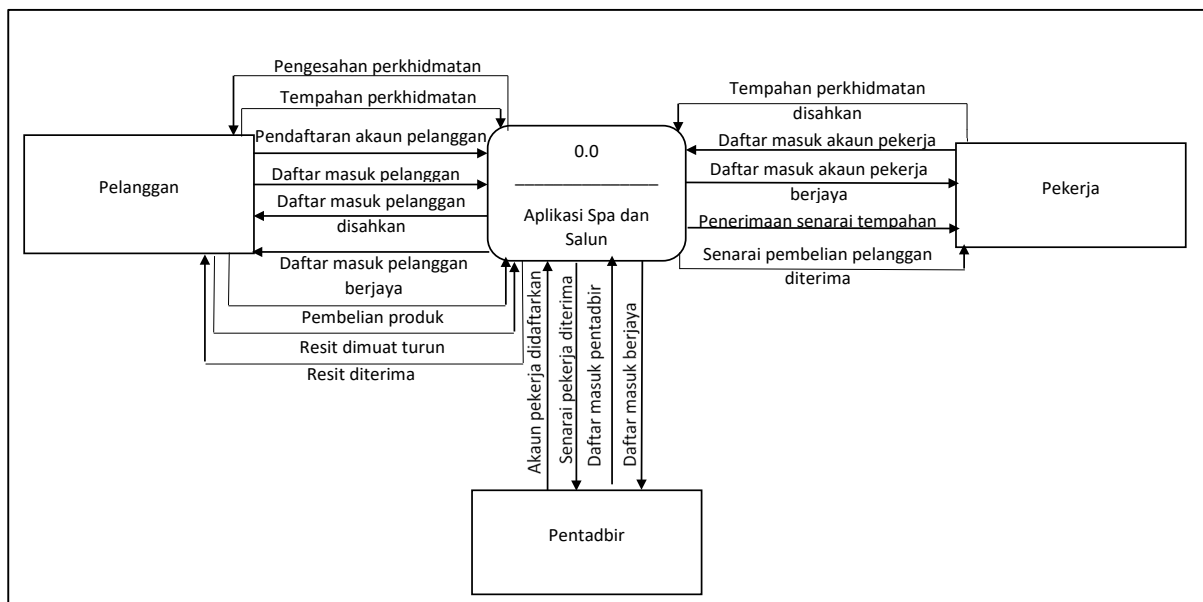 Pengesahan perkhidmatan
Tempahan perkhidmatan
Pendaftaran akaun pelanggan
Pelanggan
Daftar masuk pelanggan
Daftar masuk pelanggan
disahkan
Daftar masuk pelanggan
berjaya
Pembelian produk
Resit dimuat turun
Resit diterima
0.0
_______________
Aplikasi Spa dan
Salun
Tempahan perkhidmatan
disahkan
Daftar masuk akaun pekerja
Daftar masuk akaun pekerja
berjaya
Pekerja
Penerimaan senarai tempahan
Senarai pembelian pelanggan
diterima
Akaun pekerja didaftarkan
Senarai pekerja diterima
Daftar masuk pentadbir
Daftar masuk berjaya
Pentadbir